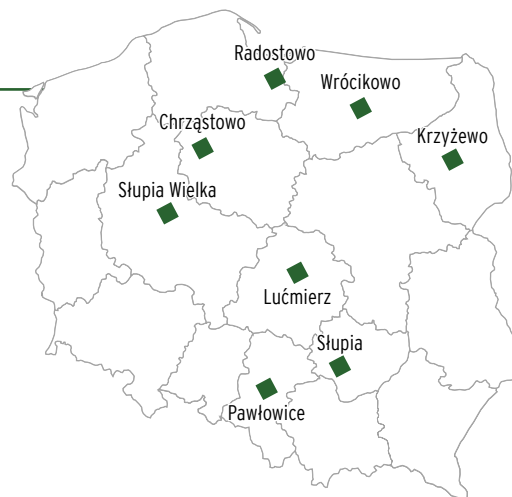 Radostowo
Wrócikowo
Chrząstowo
Krzyżewo
Słupia Wielka
Lućmierz
Słupia
Pawłowice